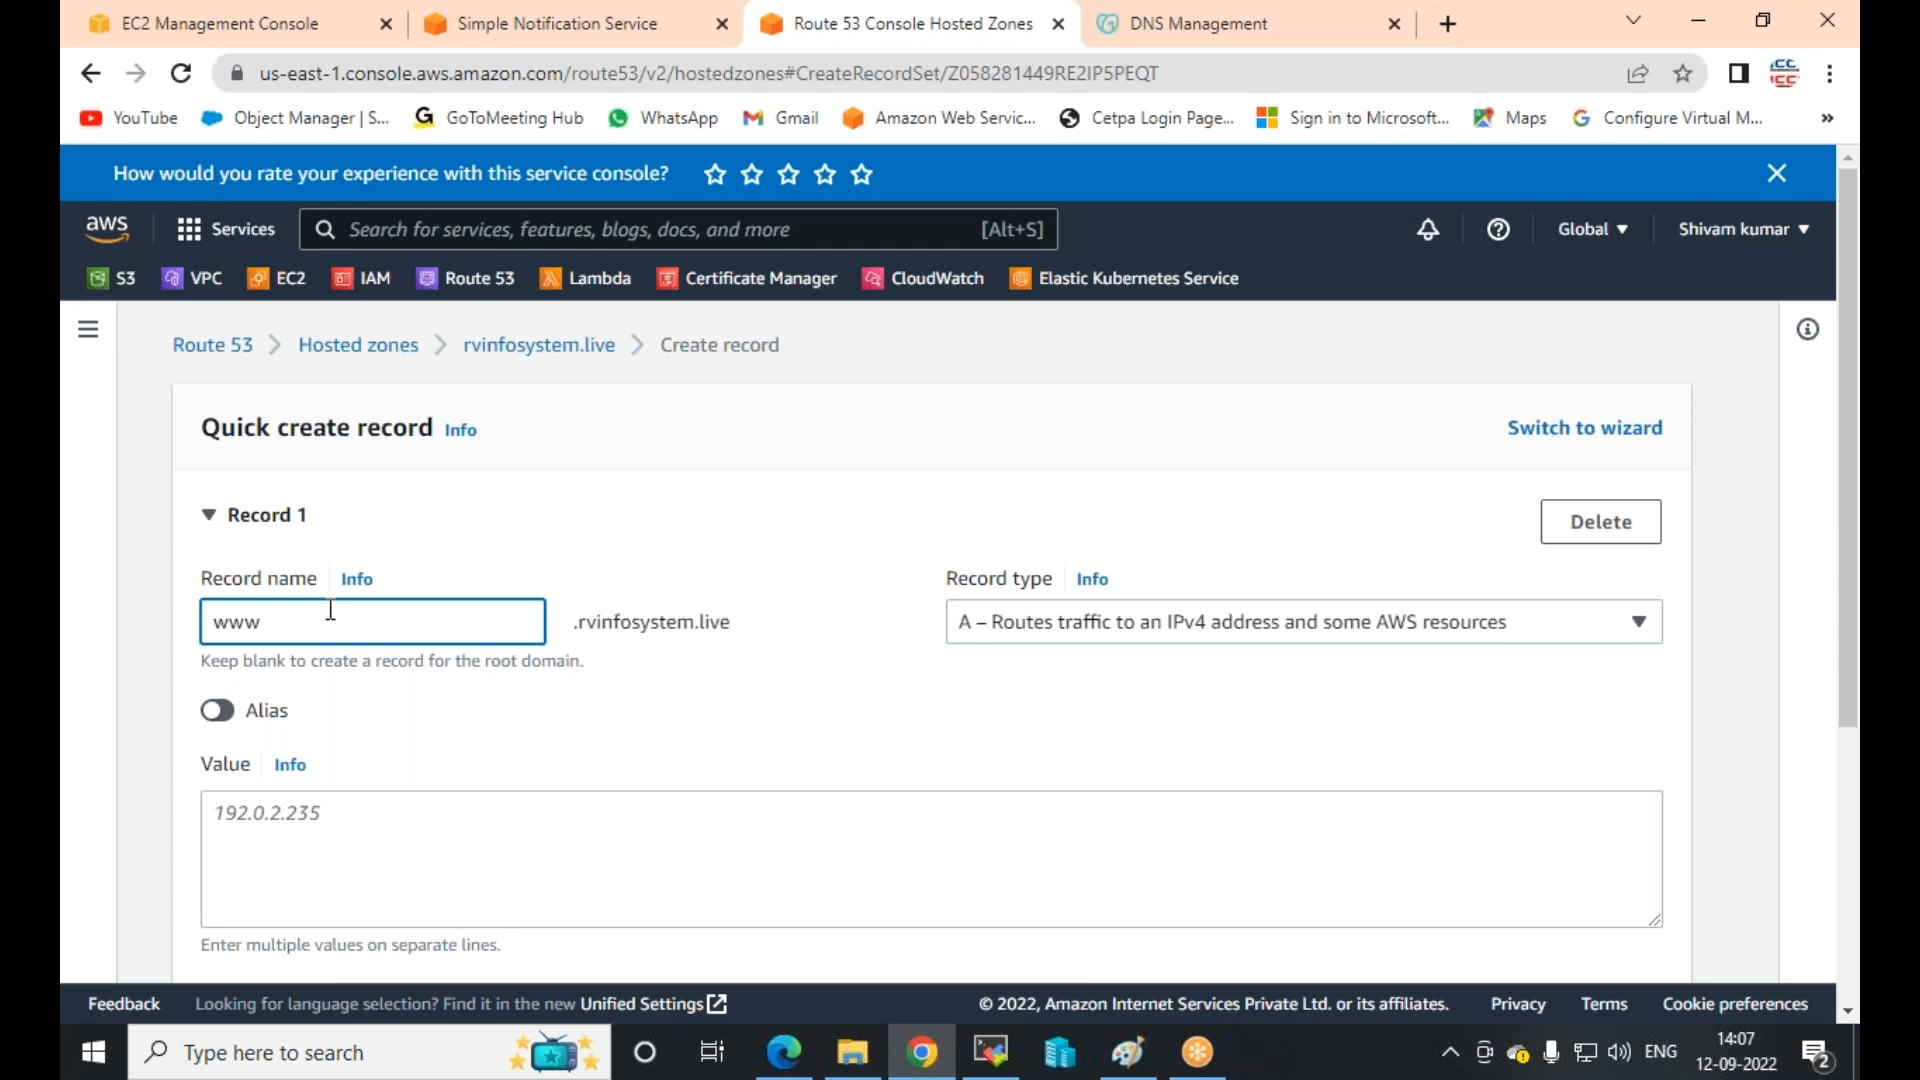 EC2 Management Console
Simple Notification Service
Route 53 Console Hosted Zones
DNS Management
us-east-1.console.aws.amazon.com/route53/v2/hostedzones#CreateRecordSet/Z058281449RE2IP5PEQT
YouTube
Object Manager | S...
GoToMeeting Hub
WhatsApp
Gmail
Amazon Web Servic...
Cetpa Login Page...
Sign in to Microsoft...
Maps
Configure Virtual M...
»
How would you rate your experience with this service console?
aws
Services
Search for services, features, blogs, docs, and more
[Alt+S]
Global
Shivam kumar
S3
VPC
EC2
IAM
Route 53
Lambda
Certificate Manager
CloudWatch
Elastic Kubernetes Service
Route 53 > Hosted zones > rvinfosystem.live > Create record
Quick create record Info
Switch to wizard
Record 1
Delete
Record name Info
www
.rvinfosystem.live
Keep blank to create a record for the root domain.
Record type Info
A – Routes traffic to an IPv4 address and some AWS resources
Alias
Value Info
192.0.2.235
Enter multiple values on separate lines.
Feedback
Looking for language selection? Find it in the new Unified Settings
© 2022, Amazon Internet Services Private Ltd. or its affiliates.
Privacy
Terms
Cookie preferences
Type here to search
ENG
14:07
12-09-2022
2